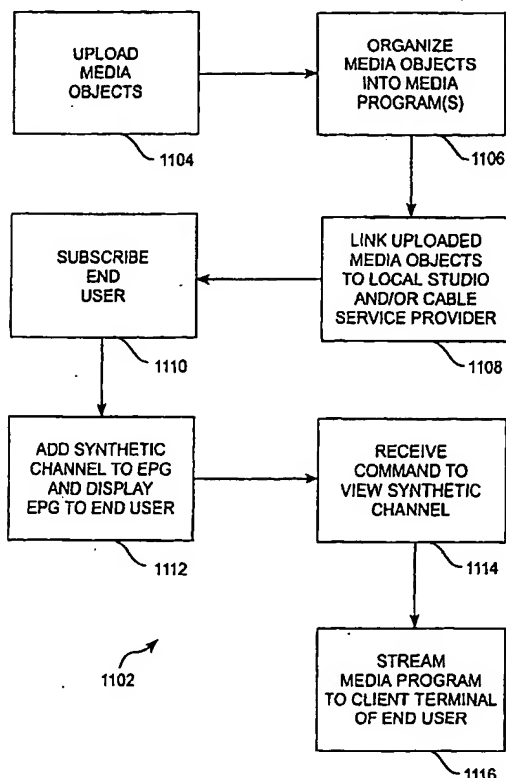 UPLOAD
MEDIA
OBJECTS
1104
ORGANIZE
MEDIA OBJECTS
INTO MEDIA
PROGRAM(S)
1106
LINK UPLOADED
MEDIA OBJECTS
TO LOCAL STUDIO
AND/OR CABLE
SERVICE PROVIDER
1108
SUBSCRIBE
END
USER
1110
ADD SYNTHETIC
CHANNEL TO EPG
AND DISPLAY
EPG TO END USER
1112
RECEIVE
COMMAND TO
VIEW SYNTHETIC
CHANNEL
1114
STREAM
MEDIA PROGRAM
TO CLIENT TERMINAL
OF END USER
1116
1102